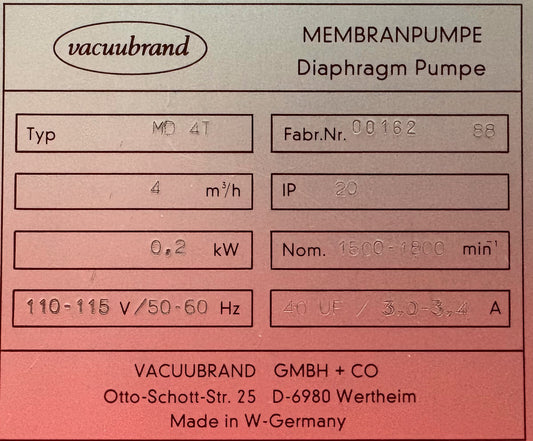 vacuubrand
MEMBRANPUMPE
Diaphragm Pumpe
Typ MD 4T
Fabr.Nr. 00162 88
4 m³/h
IP 20
0,2 kW
Nom. 1500-1800 min⁻¹
110-115 V/50-60 Hz
40 UF / 3,0-3,4 A
VACUUBRAND GMBH + CO
Otto-Schott-Str. 25 D-6980 Wertheim
Made in W-Germany